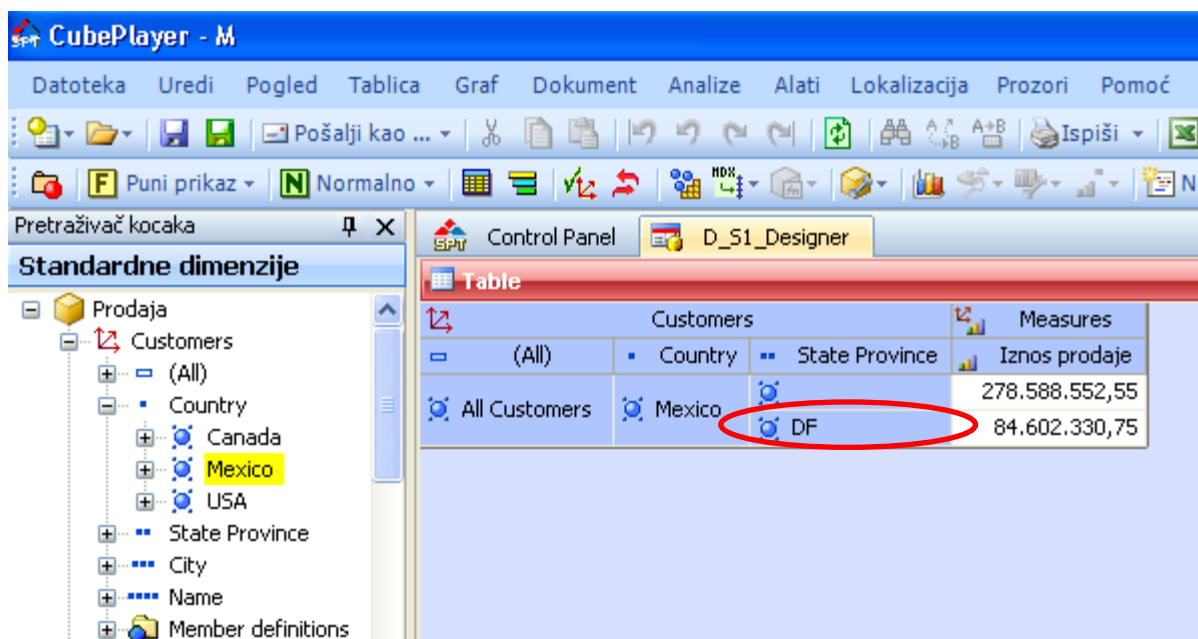 CubePlayer - M
Datoteka Uredi Pogled Tablica Graf Dokument Analize Alati Lokalizacija Prozori Pomoć
Pošalji kao ... Ispiši
F Puni prikaz N Normalno MDX N
Pretraživač kocaka
SPT Control Panel D_S1_Designer
Standardne dimenzije
Table
Prodaja
Customers Measures
Customers
(All) Country State Province Iznos prodaje
(All)
278.588.552,55
Country
All Customers Mexico
DF 84.602.330,75
Canada
Mexico
USA
State Province
City
Name
Member definitions